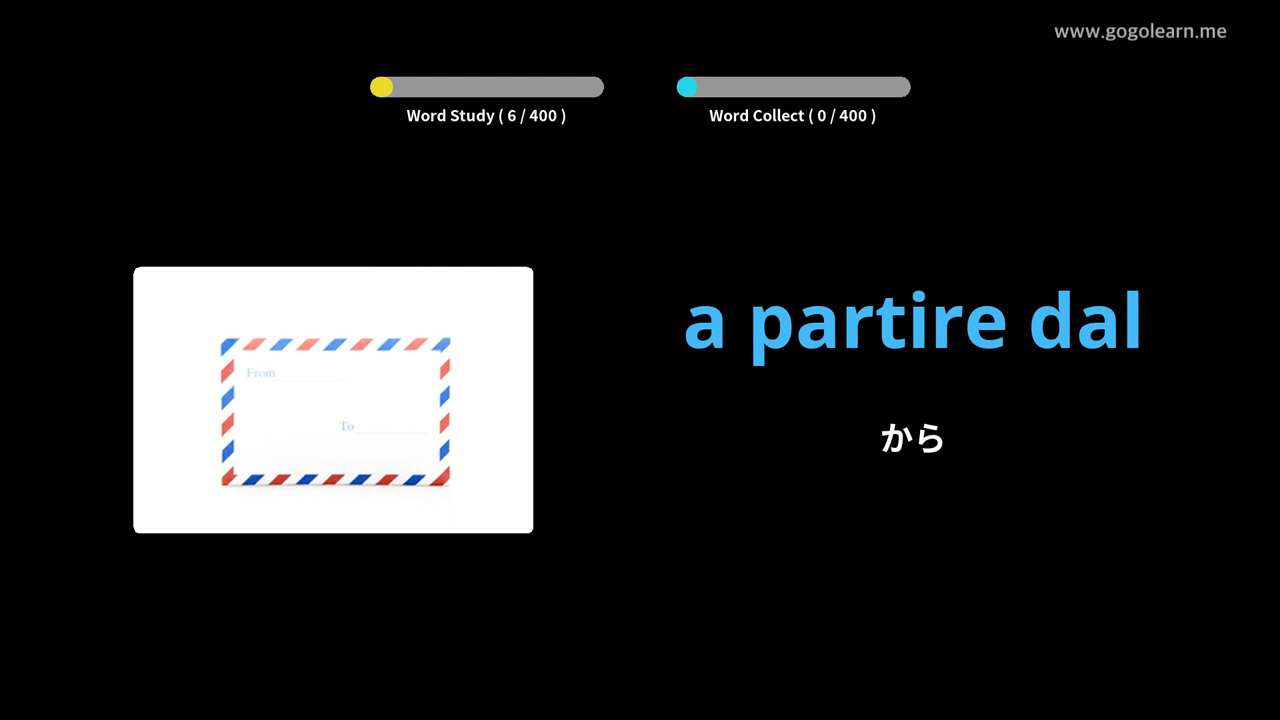 www.gogolearn.me
Word Study ( 6 / 400 )
Word Collect ( 0 / 400 )
a partire dal
から
From
To